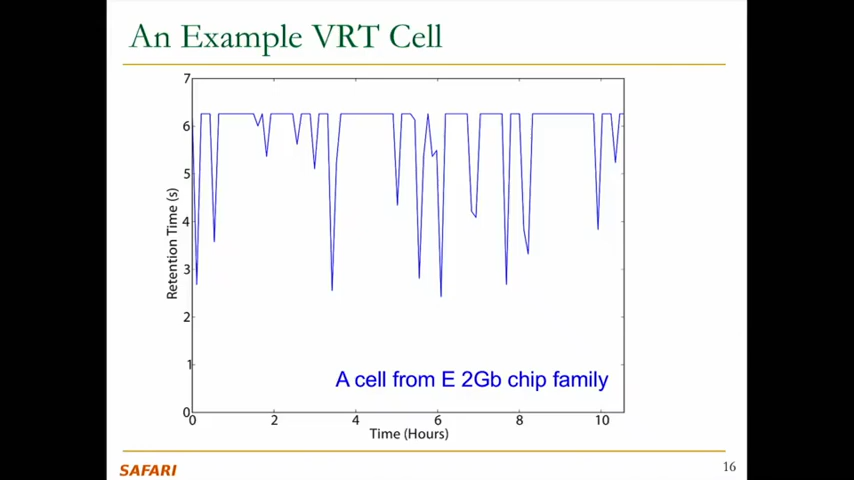 An Example VRT Cell
7
6
5
4
3
2
1
0
Retention Time (s)
A cell from E 2Gb chip family
0 2 4 6 8 10
Time (Hours)
SAFARI
16